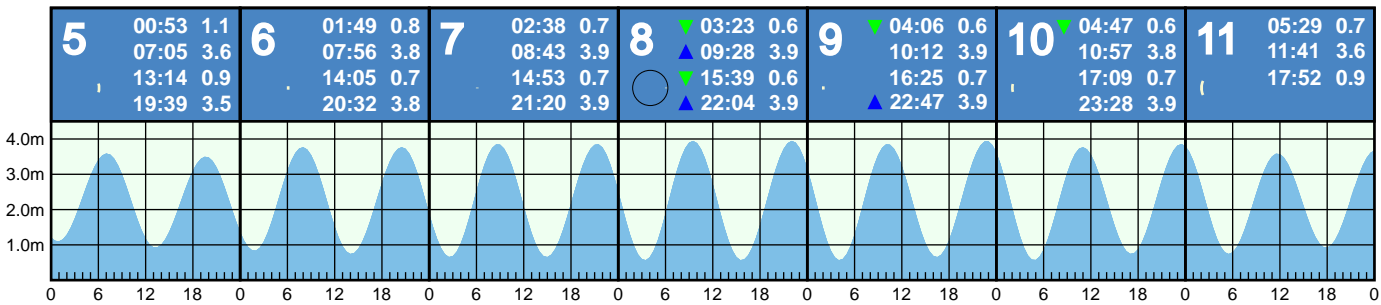 5 00:53 1.1 6 01:49 0.8 7 02:38 0.7 8 03:23 0.6 9 04:06 0.6 10 04:47 0.6 11 05:29 0.7
07:05 3.6 07:56 3.8 08:43 3.9 09:28 3.9 10:12 3.9 10:57 3.8 11:41 3.6
13:14 0.9 14:05 0.7 14:53 0.7 15:39 0.6 16:25 0.7 17:09 0.7 17:52 0.9
19:39 3.5 20:32 3.8 21:20 3.9 22:04 3.9 22:47 3.9 23:28 3.9
4.0m
3.0m
2.0m
1.0m
0 6 12 18 0 6 12 18 0 6 12 18 0 6 12 18 0 6 12 18 0 6 12 18 0 6 12 18 0